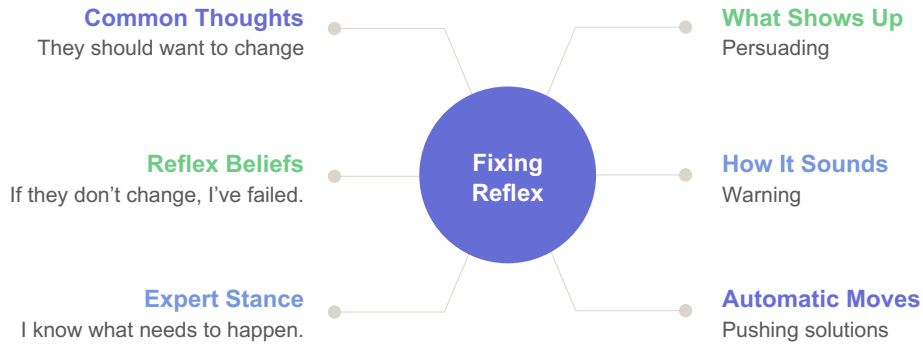 Common Thoughts
They should want to change
Reflex Beliefs
If they don’t change, I’ve failed.
Expert Stance
I know what needs to happen.
Fixing
Reflex
What Shows Up
Persuading
How It Sounds
Warning
Automatic Moves
Pushing solutions